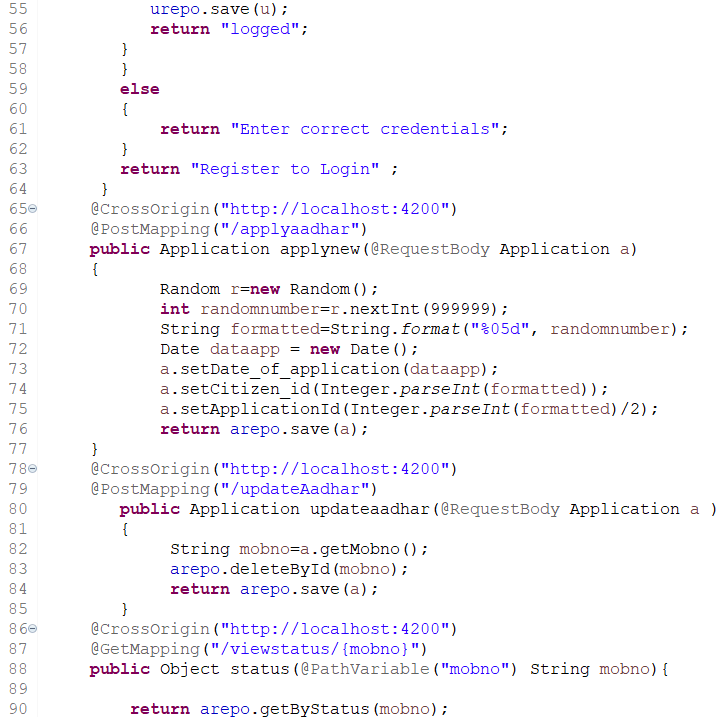 55 urepo.save(u);
56 return "logged";
57 }
58 }
59 else
60 {
61 return "Enter correct credentials";
62 }
63 return "Register to Login" ;
64 }
65 @CrossOrigin("http://localhost:4200")
66 @PostMapping("/applyaadhar")
67 public Application applynew(@RequestBody Application a)
68 {
69 Random r=new Random();
70 int randomnumber=r.nextInt(999999);
71 String formatted=String.format("%05d", randomnumber);
72 Date dataapp = new Date();
73 a.setDate_of_application(dataapp);
74 a.setCitizen_id(Integer.parseInt(formatted));
75 a.setApplicationId(Integer.parseInt(formatted)/2);
76 return arepo.save(a);
77 }
78 @CrossOrigin("http://localhost:4200")
79 @PostMapping("/updateAadhar")
80 public Application updateaadhar(@RequestBody Application a )
81 {
82 String mobno=a.getMobno();
83 arepo.deleteById(mobno);
84 return arepo.save(a);
85 }
86 @CrossOrigin("http://localhost:4200")
87 @GetMapping("/viewstatus/{mobno}")
88 public Object status(@PathVariable("mobno") String mobno){
89
90 return arepo.getByStatus(mobno);